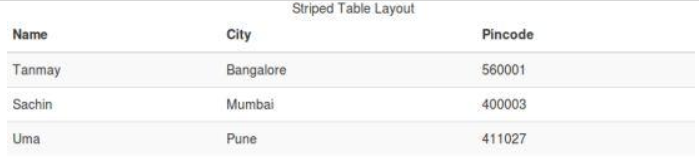 Striped Table Layout
Name City Pincode
Tanmay Bangalore 560001
Sachin Mumbai 400003
Uma Pune 411027